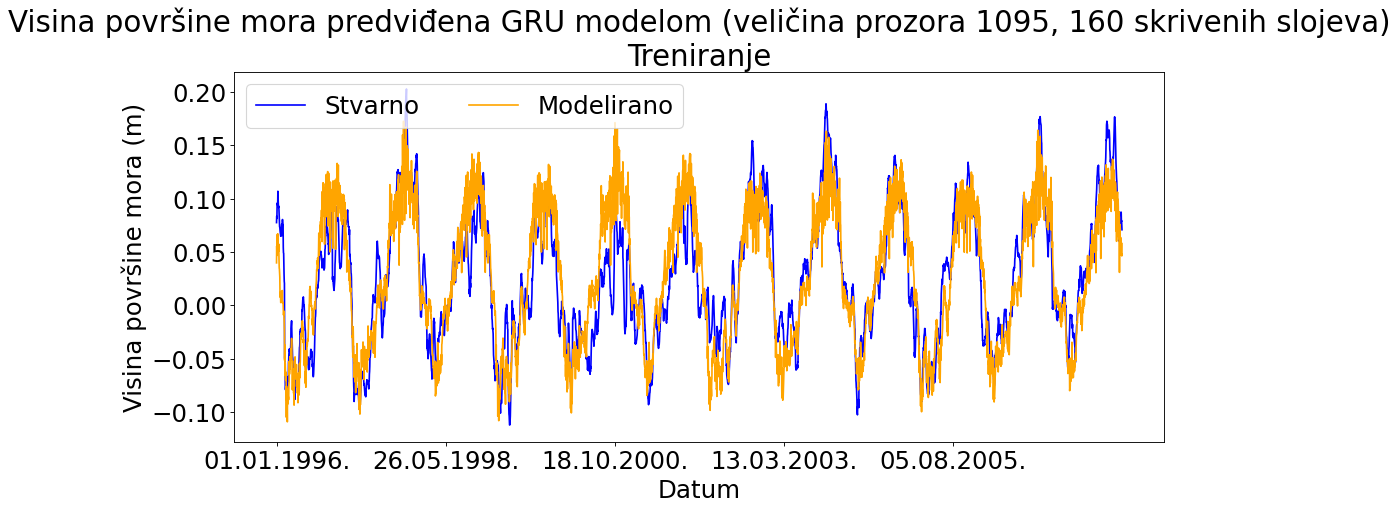 Visina površine mora predviđena GRU modelom (veličina prozora 1095, 160 skrivenih slojeva)
Treniranje
Stvarno
Modelirano
Visina površine mora (m)
0.20
0.15
0.10
0.05
0.00
−0.05
−0.10
01.01.1996.
26.05.1998.
18.10.2000.
13.03.2003.
05.08.2005.
Datum